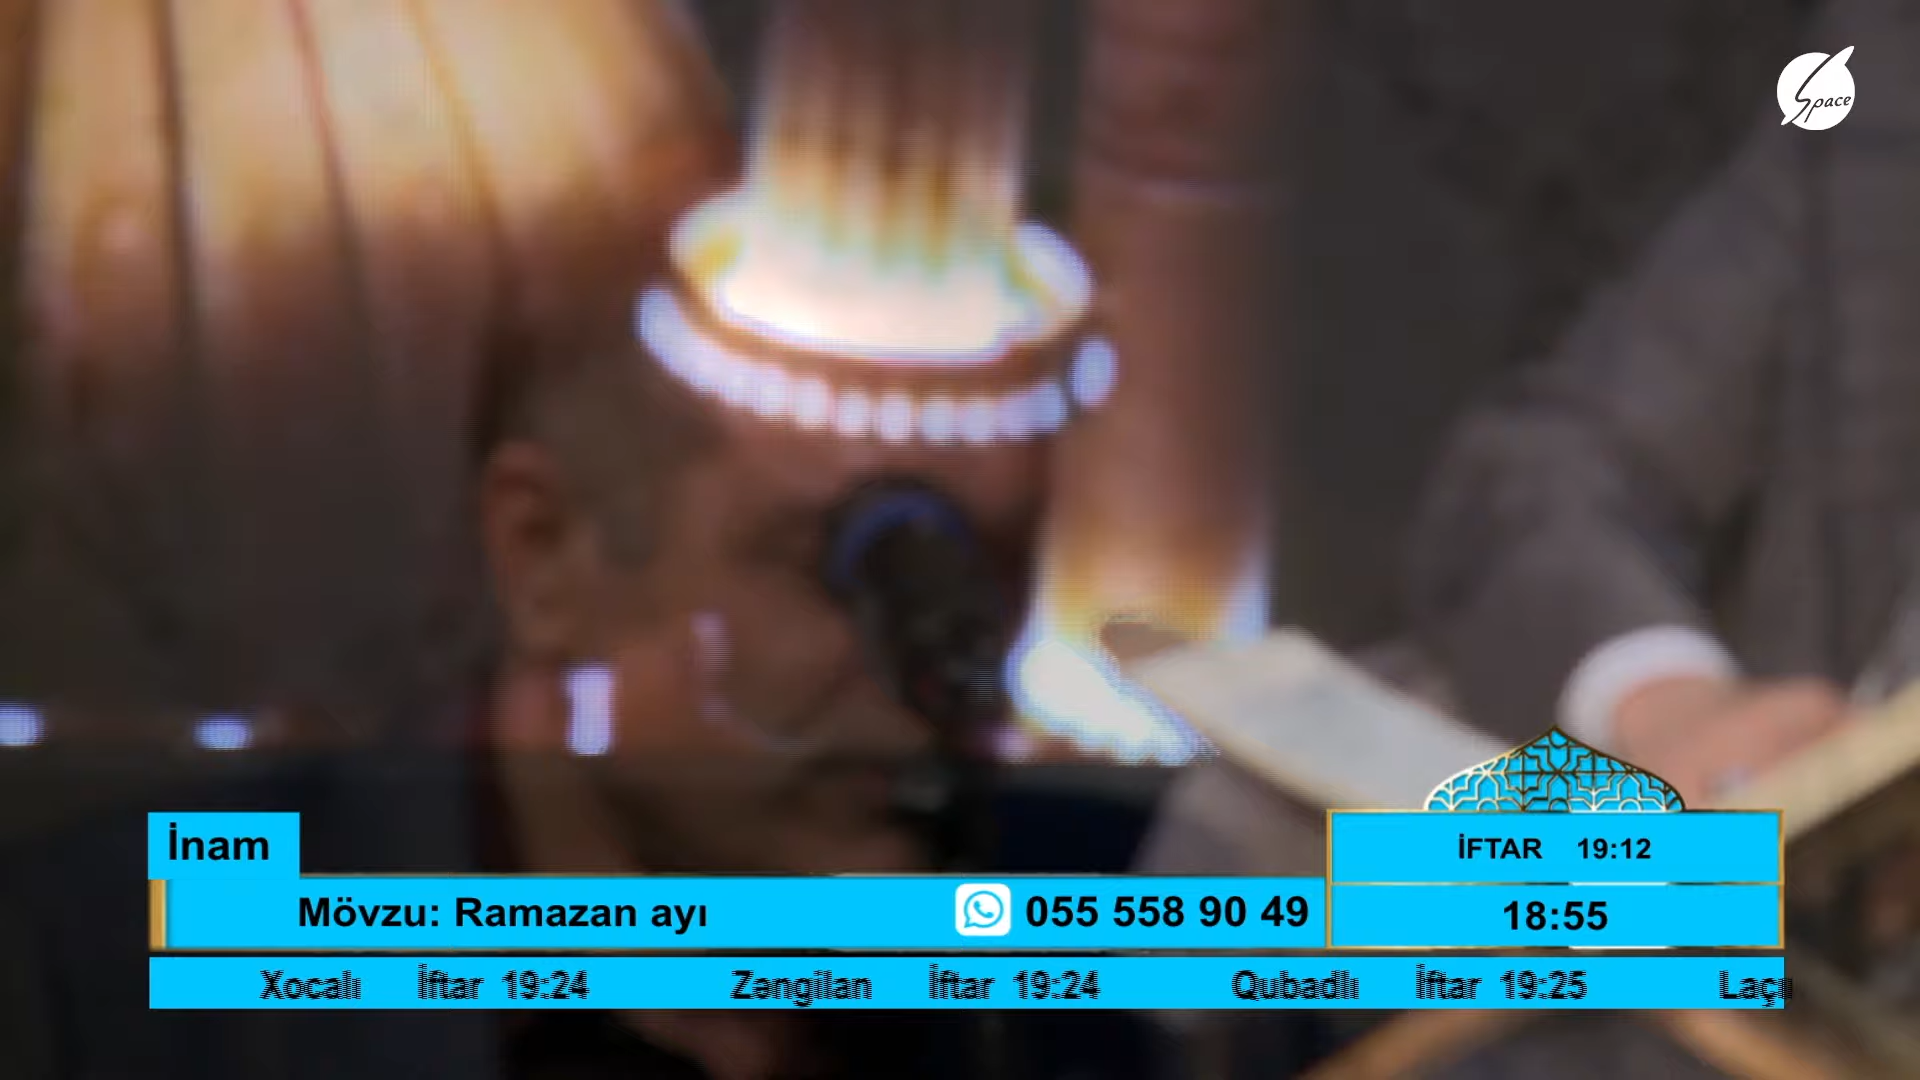 Space
İnam
İFTAR 19:12
Mövzu: Ramazan ayı 055 558 90 49
18:55
Xocalı İftar 19:24 Zəngilan İftar 19:24 Qubadlı İftar 19:25 Laçı